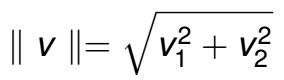 ‖ v ‖= √(v₁² + v₂²)